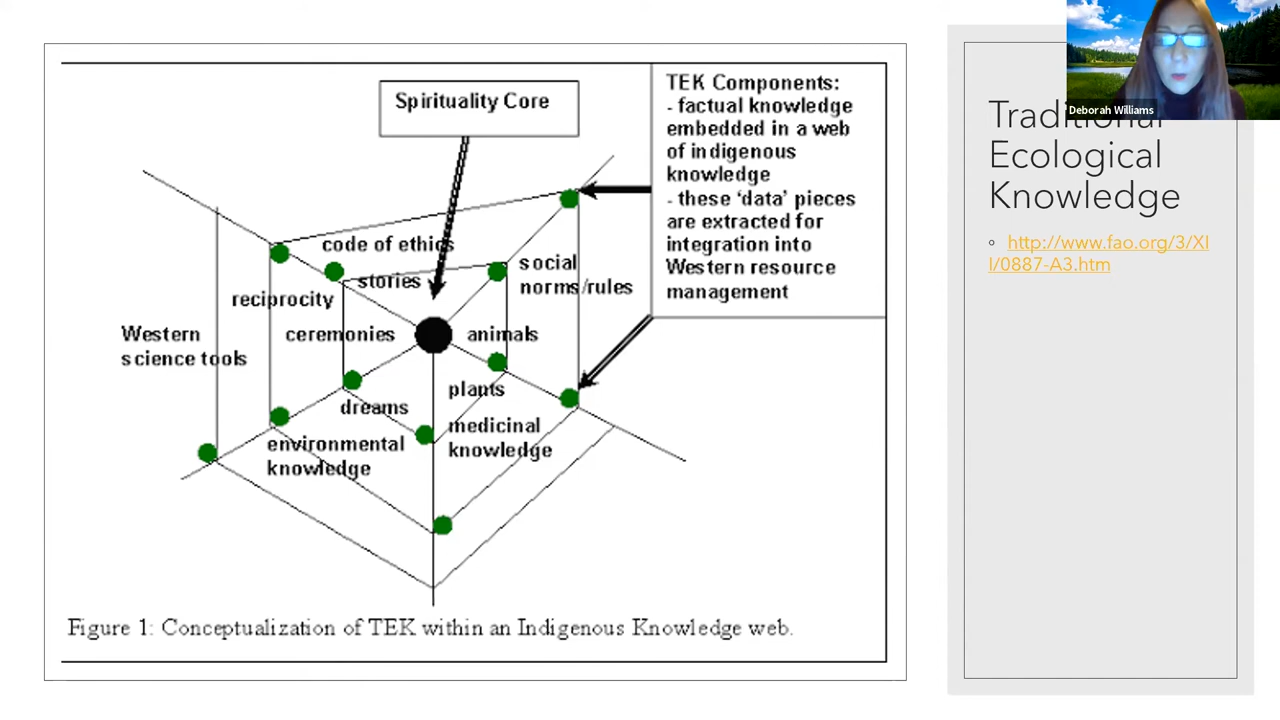 Spirituality Core
TEK Components:
- factual knowledge
embedded in a web
of indigenous
knowledge
- these ‘data’ pieces
are extracted for
integration into
Western resource
management
code of ethics
stories
social
norms/rules
reciprocity
Western
science tools
ceremonies
animals
plants
dreams
medicinal
knowledge
environmental
knowledge
Figure 1: Conceptualization of TEK within an Indigenous Knowledge web.
Deborah Williams
Traditional
Ecological
Knowledge
◦ http://www.fao.org/3/XI
I/0887-A3.htm